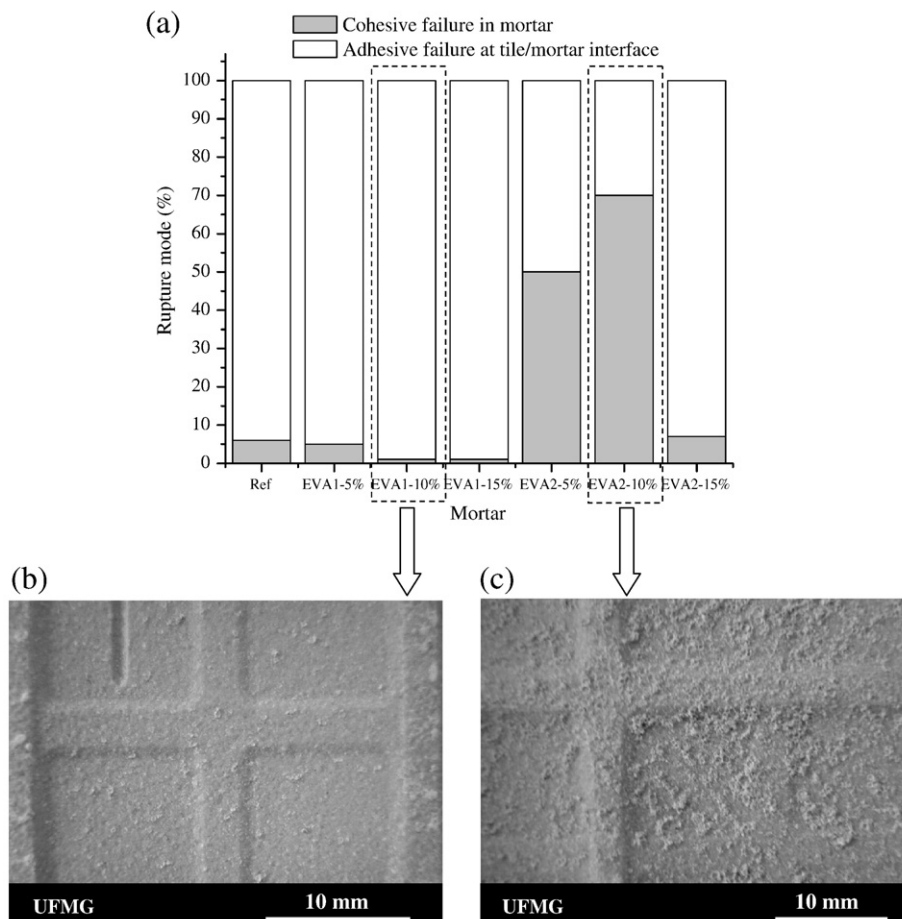 (a)
Cohesive failure in mortar
Adhesive failure at tile/mortar interface
100
90
80
70
60
50
40
30
20
10
0
Rupture mode (%)
Ref EVA1-5% EVA1-10% EVA1-15% EVA2-5% EVA2-10% EVA2-15%
Mortar
(b) (c)
UFMG 10 mm UFMG 10 mm